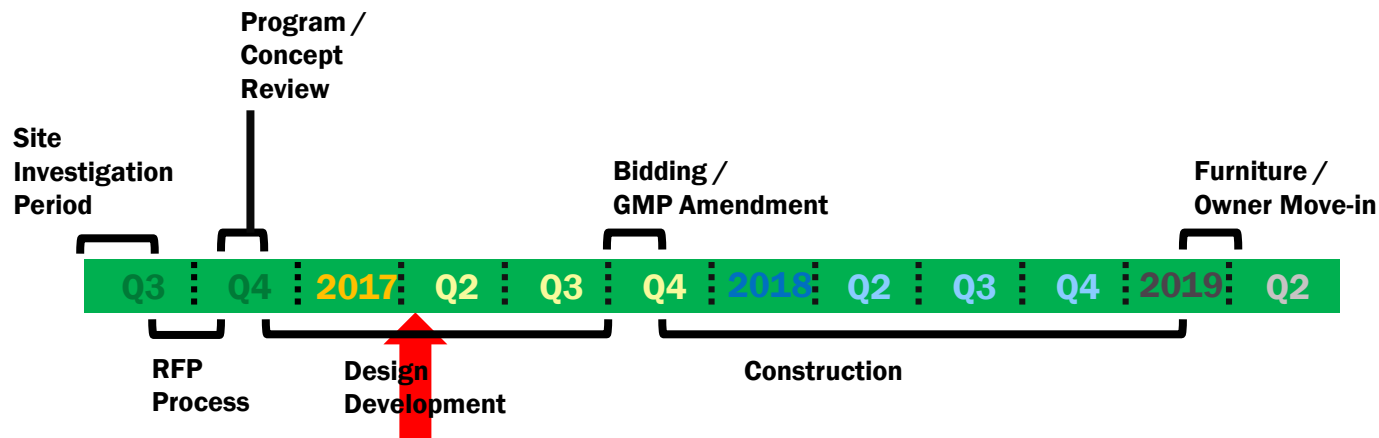 Program /
Concept
Review
Site
Investigation
Period
Bidding /
GMP Amendment
Furniture /
Owner Move-in
Q3 Q4 2017 Q2 Q3 Q4 2018 Q2 Q3 Q4 2019 Q2
RFP
Process
Design
Development
Construction